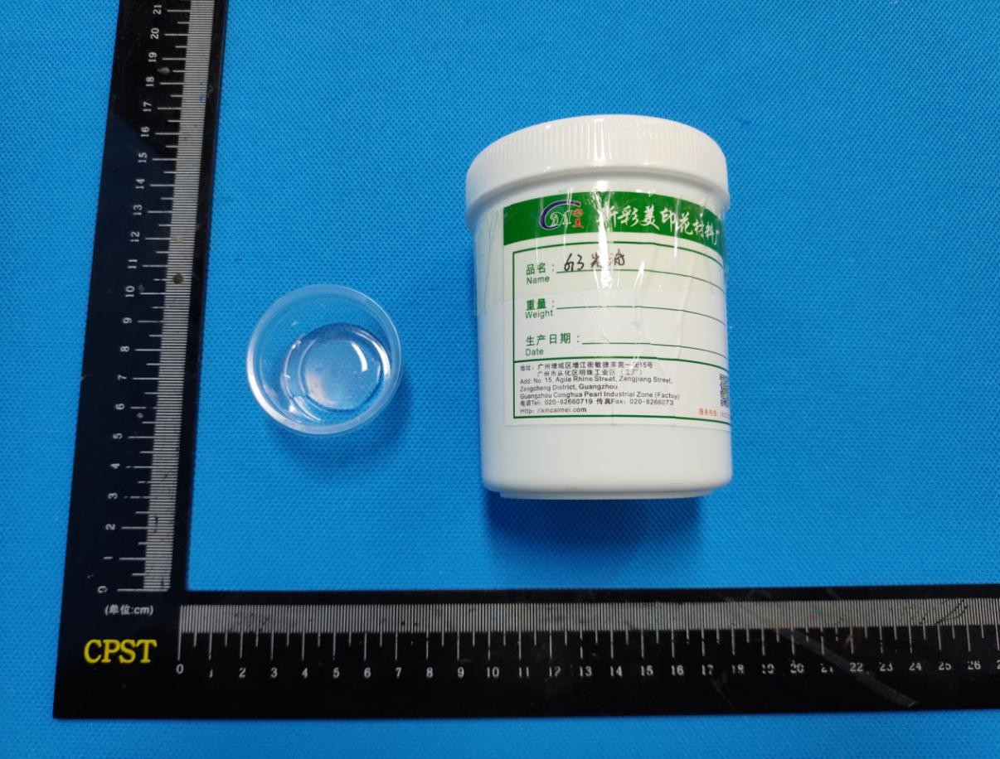 21
20
19
18
17
16
15
14
13
12
11
10
9
8
7
6
5
4
3
2
1
0
(单位:cm)
CPST
0 1 2 3 4 5 6 7 8 9 10 11 12 13 14 15 16 17 18 19 20 21 22 23 24 25 26
彩美
新彩美印花材料厂
品名: 613光油
Name
重量:
Weight
生产日期:
Date
地址: 广州增城区增江街敏捷莱茵一街15号
广州市从化区明珠工业区(工厂)
Add: No. 15, Agile Rhine Street, Zengjiang Street,
Zengcheng District, Guangzhou
Guangzhou Conghua Pearl Industrial Zone (Factoy)
电话Tel: 020-82660719 传真Fax: 020-8266073
Http: //xincaimei.com
服务热线: